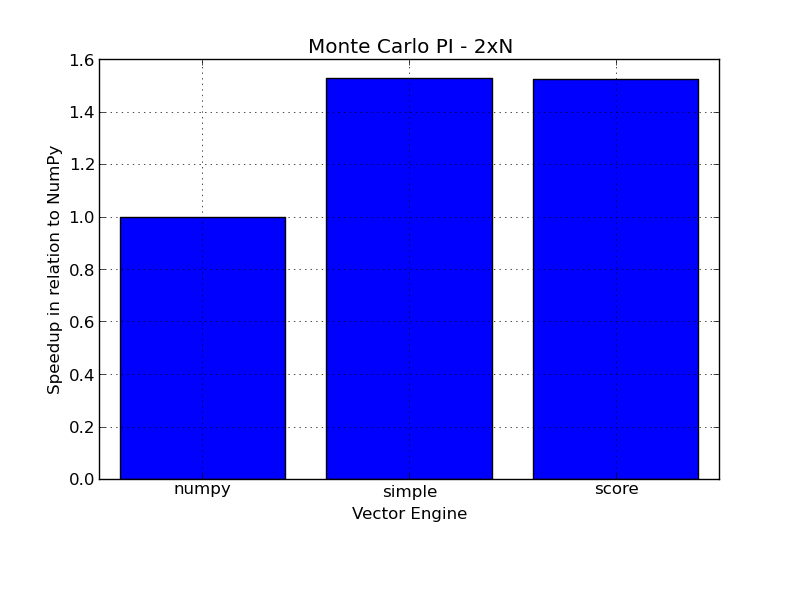 Monte Carlo PI - 2xN
1.6
1.4
1.2
1.0
0.8
0.6
0.4
0.2
0.0
Speedup in relation to NumPy
numpy simple score
Vector Engine